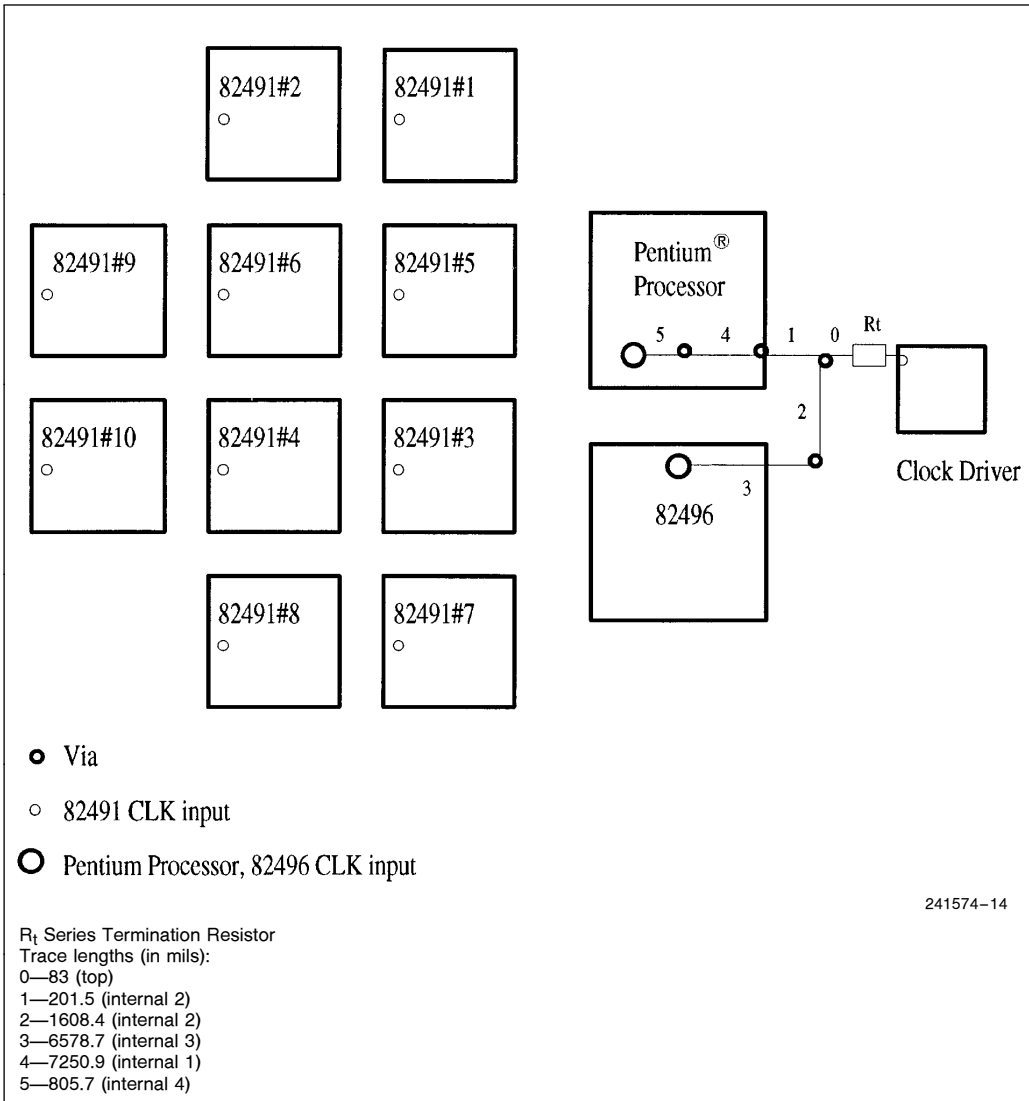 82491#2
82491#1
82491#9
82491#6
82491#5
Pentium®
Processor
5
4
1
0
Rt
2
82491#10
82491#4
82491#3
3
82496
Clock Driver
82491#8
82491#7
Via
82491 CLK input
Pentium Processor, 82496 CLK input
241574–14
Rt Series Termination Resistor
Trace lengths (in mils):
0—83 (top)
1—201.5 (internal 2)
2—1608.4 (internal 2)
3—6578.7 (internal 3)
4—7250.9 (internal 1)
5—805.7 (internal 4)